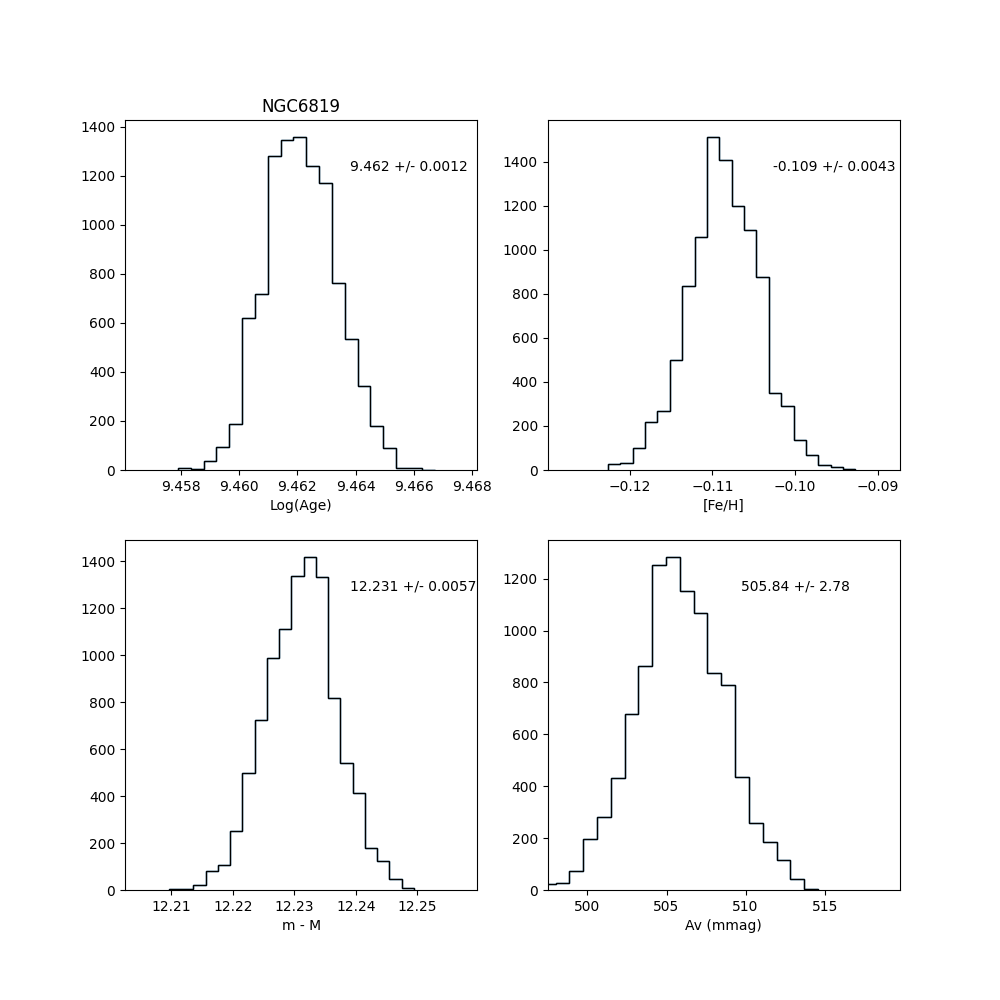 NGC6819
1400
1200
1000
800
600
400
200
0
9.462 +/- 0.0012
9.458 9.460 9.462 9.464 9.466 9.468
Log(Age)
1400
1200
1000
800
600
400
200
0
-0.109 +/- 0.0043
−0.12 −0.11 −0.10 −0.09
[Fe/H]
1400
1200
1000
800
600
400
200
0
12.231 +/- 0.0057
12.21 12.22 12.23 12.24 12.25
m - M
1200
1000
800
600
400
200
0
505.84 +/- 2.78
500 505 510 515
Av (mmag)